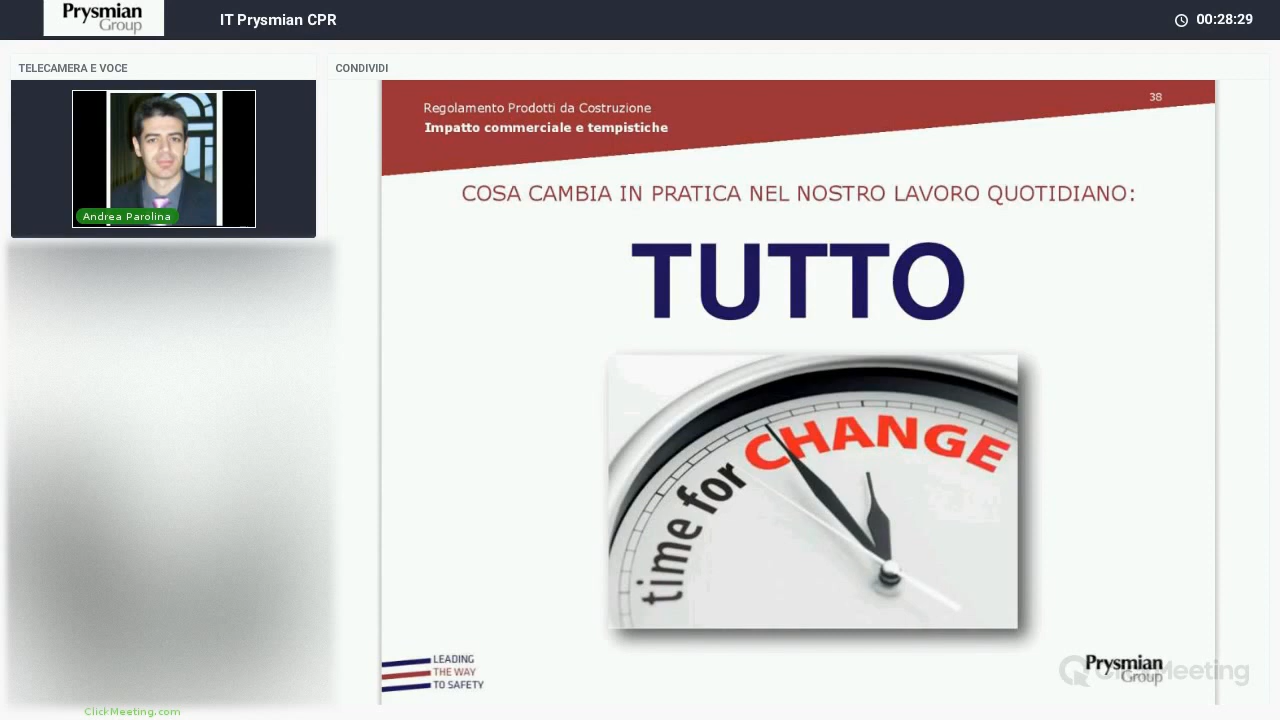 Prysmian
Group
IT Prysmian CPR
00:28:29
TELECAMERA E VOCE
CONDIVIDI
Andrea Parolina
Regolamento Prodotti da Costruzione
Impatto commerciale e tempistiche
38
COSA CAMBIA IN PRATICA NEL NOSTRO LAVORO QUOTIDIANO:
TUTTO
time for CHANGE
LEADING
THE WAY
TO SAFETY
Prysmian
Group
ClickMeeting
ClickMeeting.com